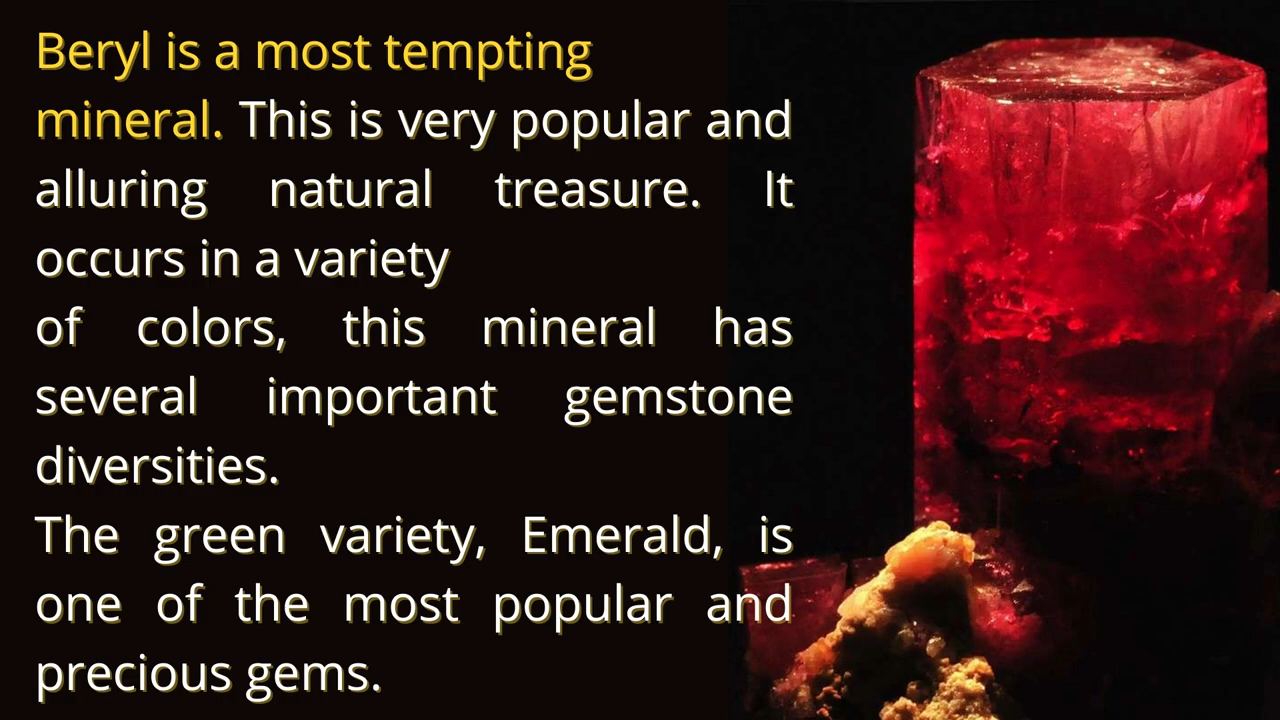 Beryl is a most tempting
mineral. This is very popular and
alluring natural treasure. It
occurs in a variety
of colors, this mineral has
several important gemstone
diversities.
The green variety, Emerald, is
one of the most popular and
precious gems.